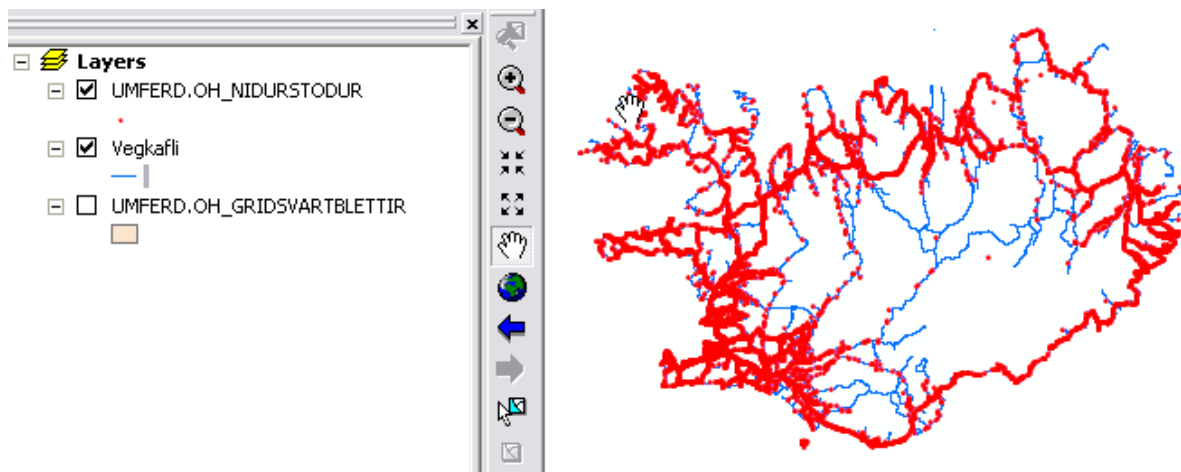 Layers
UMFERD.OH_NIDURSTODUR
Vegkafli
UMFERD.OH_GRIDSVARTBLETTIR